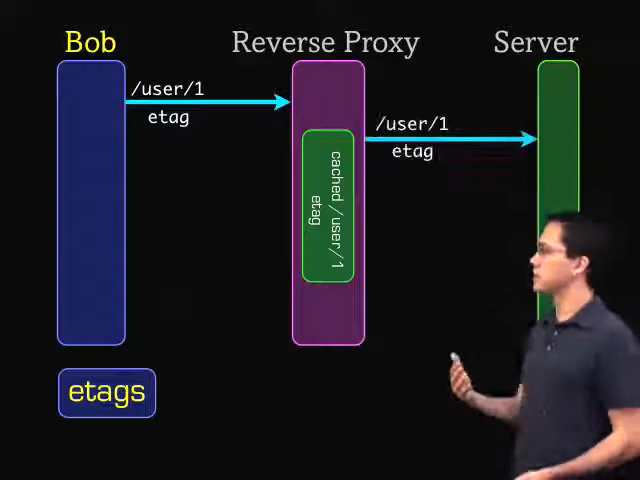 Bob
Reverse Proxy
Server
/user/1
etag
/user/1
etag
cached /user/1
etag
etags